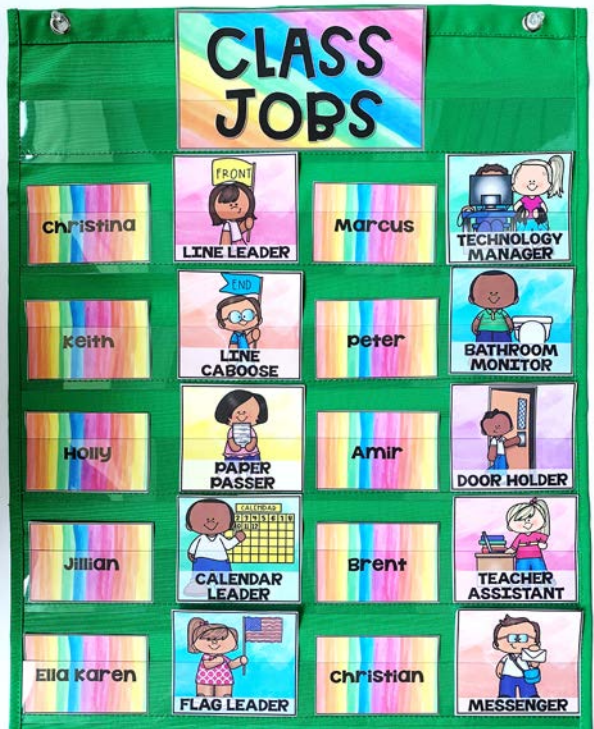 CLASS
JOBS
Christina
FRONT
LINE LEADER
Marcus
TECHNOLOGY
MANAGER
Keith
END
LINE
CABOOSE
Peter
BATHROOM
MONITOR
Holly
PAPER
PASSER
Amir
DOOR HOLDER
Jillian
CALENDAR
CALENDAR
LEADER
Brent
TEACHER
ASSISTANT
Ella Karen
FLAG LEADER
Christian
MESSENGER